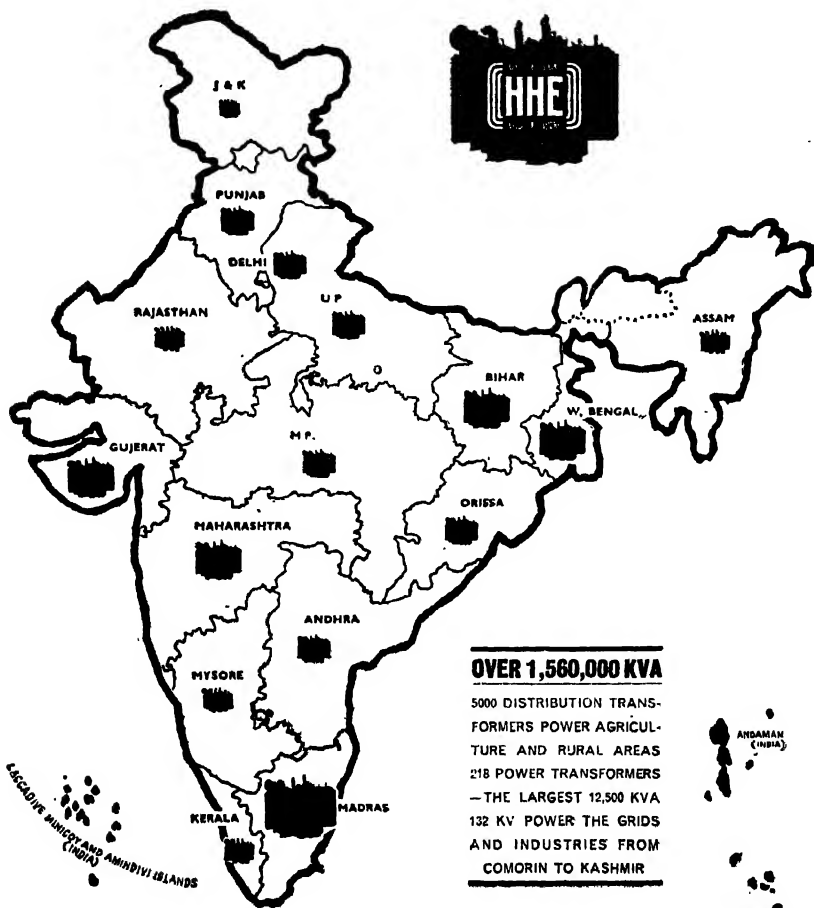 HHE
J & K
PUNJAB
DELHI
U P
RAJASTHAN
ASSAM
BIHAR
W. BENGAL
GUJERAT
M P.
ORISSA
MAHARASHTRA
ANDHRA
MYSORE
OVER 1,560,000 KVA
5000 DISTRIBUTION TRANS-
FORMERS POWER AGRICUL-
TURE AND RURAL AREAS
218 POWER TRANSFORMERS
—THE LARGEST 12,500 KVA
132 KV POWER THE GRIDS
AND INDUSTRIES FROM
COMORIN TO KASHMIR
ANDAMAN
(INDIA)
KERALA
MADRAS
LACCADIVE MINICOY AND AMINDIVI ISLANDS
(INDIA)